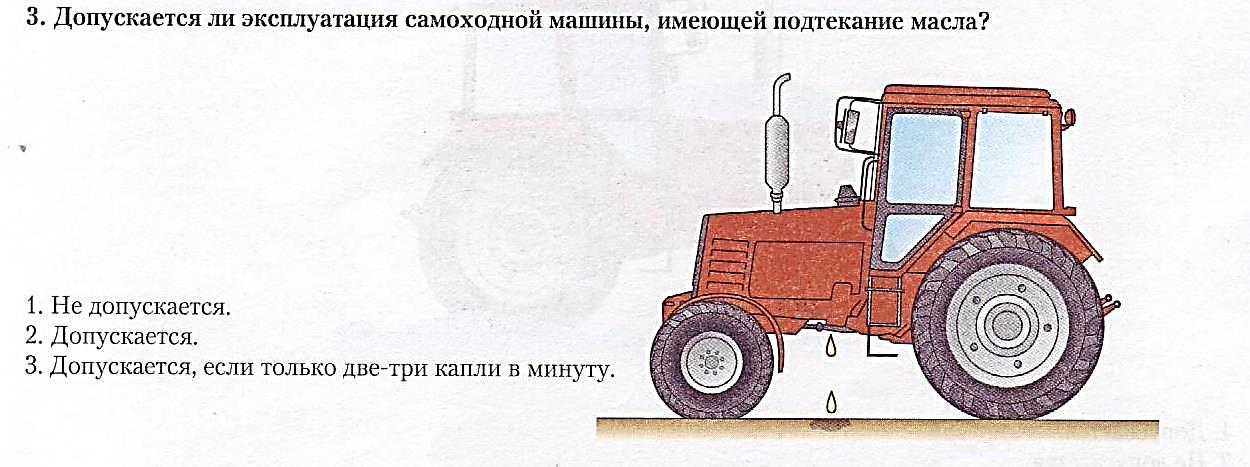 3. Допускается ли эксплуатация самоходной машины, имеющей подтекание масла?
1. Не допускается.
2. Допускается.
3. Допускается, если только две-три капли в минуту.